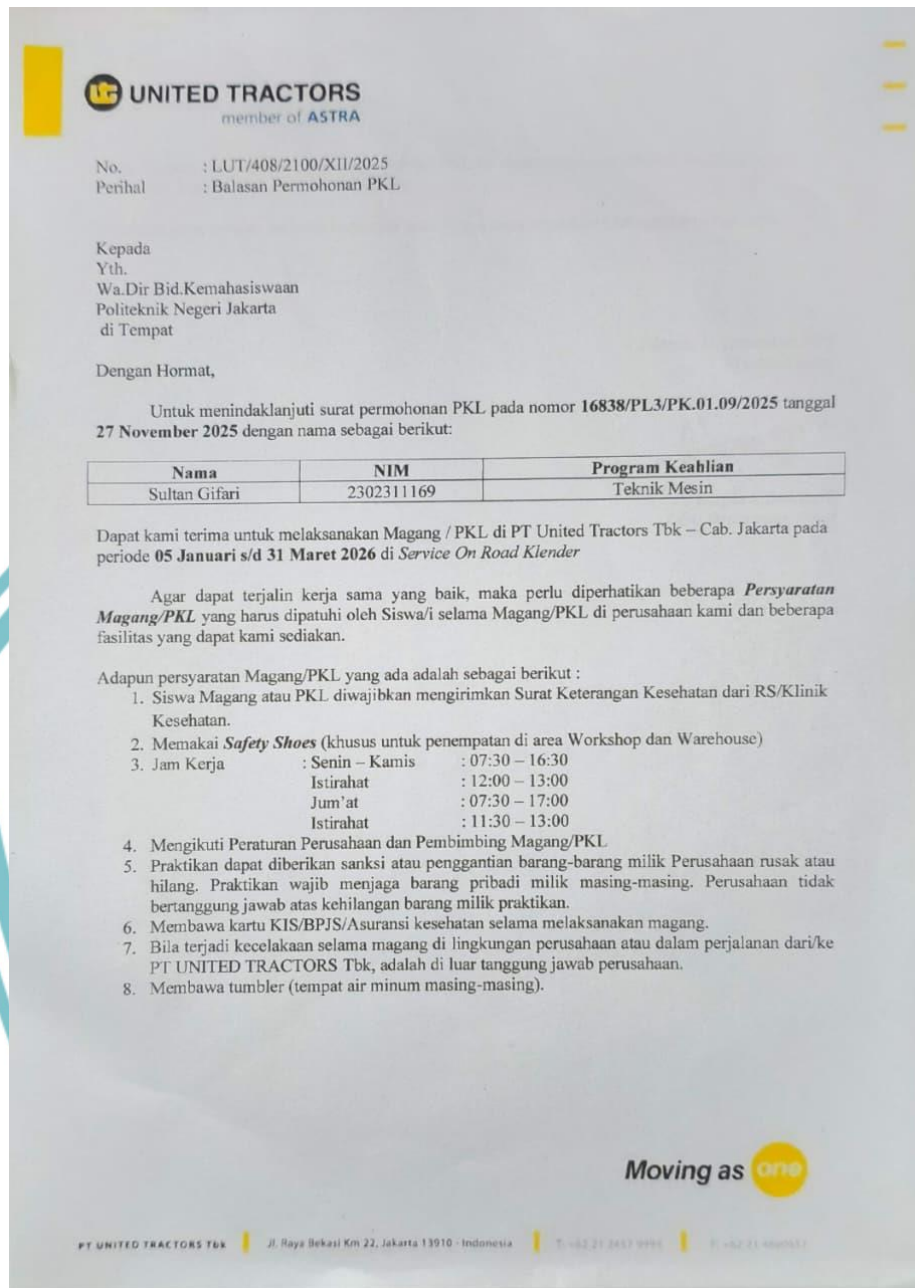 UNITED TRACTORS
member of ASTRA
No. : LUT/408/2100/XII/2025
Perihal : Balasan Permohonan PKL
Kepada
Yth.
Wa.Dir Bid.Kemahasiswaan
Politeknik Negeri Jakarta
di Tempat
Dengan Hormat,
Untuk menindaklanjuti surat permohonan PKL pada nomor 16838/PL3/PK.01.09/2025 tanggal
27 November 2025 dengan nama sebagai berikut:
Nama NIM Program Keahlian
Sultan Gifari 2302311169 Teknik Mesin
Dapat kami terima untuk melaksanakan Magang / PKL di PT United Tractors Tbk – Cab. Jakarta pada
periode 05 Januari s/d 31 Maret 2026 di Service On Road Klender
Agar dapat terjalin kerja sama yang baik, maka perlu diperhatikan beberapa Persyaratan
Magang/PKL yang harus dipatuhi oleh Siswa/i selama Magang/PKL di perusahaan kami dan beberapa
fasilitas yang dapat kami sediakan.
Adapun persyaratan Magang/PKL yang ada adalah sebagai berikut :
1. Siswa Magang atau PKL diwajibkan mengirimkan Surat Keterangan Kesehatan dari RS/Klinik
Kesehatan.
2. Memakai Safety Shoes (khusus untuk penempatan di area Workshop dan Warehouse)
3. Jam Kerja : Senin – Kamis : 07:30 – 16:30
Istirahat : 12:00 – 13:00
Jum'at : 07:30 – 17:00
Istirahat : 11:30 – 13:00
4. Mengikuti Peraturan Perusahaan dan Pembimbing Magang/PKL
5. Praktikan dapat diberikan sanksi atau penggantian barang-barang milik Perusahaan rusak atau
hilang. Praktikan wajib menjaga barang pribadi milik masing-masing. Perusahaan tidak
bertanggung jawab atas kehilangan barang milik praktikan.
6. Membawa kartu KIS/BPJS/Asuransi kesehatan selama melaksanakan magang.
7. Bila terjadi kecelakaan selama magang di lingkungan perusahaan atau dalam perjalanan dari/ke
PT UNITED TRACTORS Tbk, adalah di luar tanggung jawab perusahaan.
8. Membawa tumbler (tempat air minum masing-masing).
Moving as one
PT UNITED TRACTORS Tbk Jl. Raya Bekasi Km 22, Jakarta 13910 - Indonesia